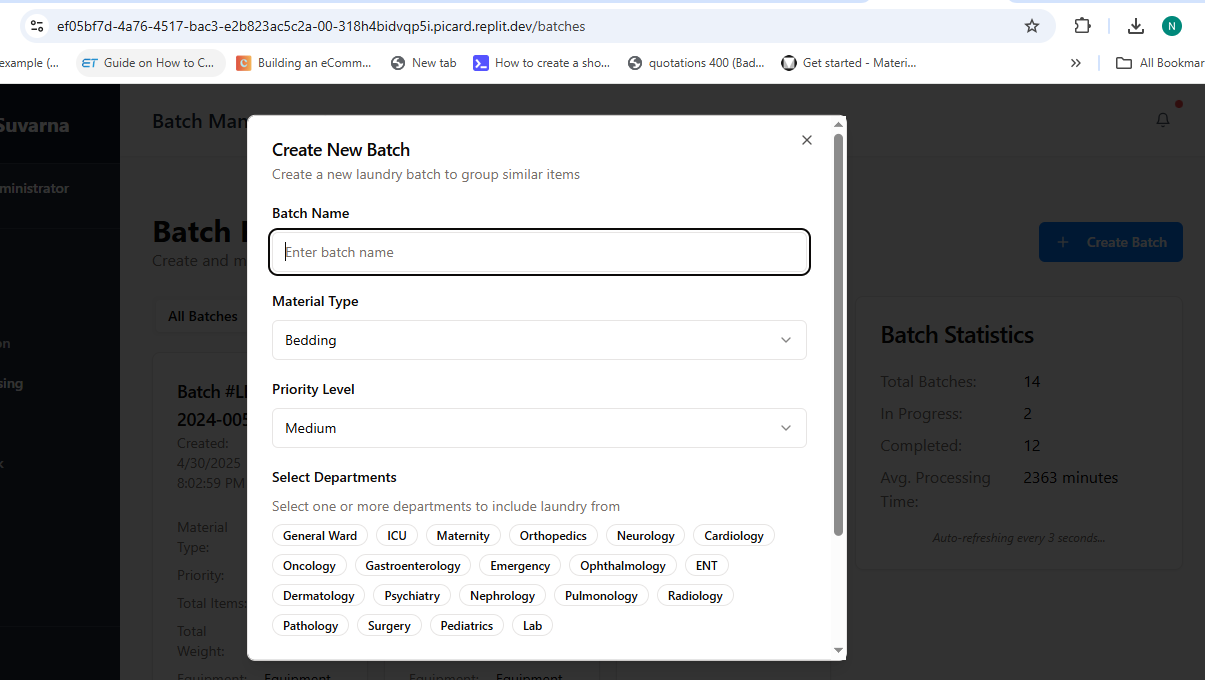 ef05bf7d-4a76-4517-bac3-e2b823ac5c2a-00-318h4bidvqp5i.picard.replit.dev/batches
N
example (...
ET Guide on How to C...
C Building an eComm...
New tab
How to create a sho...
quotations 400 (Bad...
Get started - Materi...
All Bookmar
Suvarna
ministrator
on
sing
k
Batch Man
Batch
Create and m
Create Batch
All Batches
Batch #L
2024-005
Created:
4/30/2025
8:02:59 PM
Material
Type:
Priority:
Total Items:
Total
Weight:
Equipment: Equipment
Equipment: Equipment
Create New Batch
Create a new laundry batch to group similar items
Batch Name
Enter batch name
Material Type
Bedding
Priority Level
Medium
Select Departments
Select one or more departments to include laundry from
General Ward ICU Maternity Orthopedics Neurology Cardiology
Oncology Gastroenterology Emergency Ophthalmology ENT
Dermatology Psychiatry Nephrology Pulmonology Radiology
Pathology Surgery Pediatrics Lab
Batch Statistics
Total Batches: 14
In Progress: 2
Completed: 12
Avg. Processing 2363 minutes
Time:
Auto-refreshing every 3 seconds...